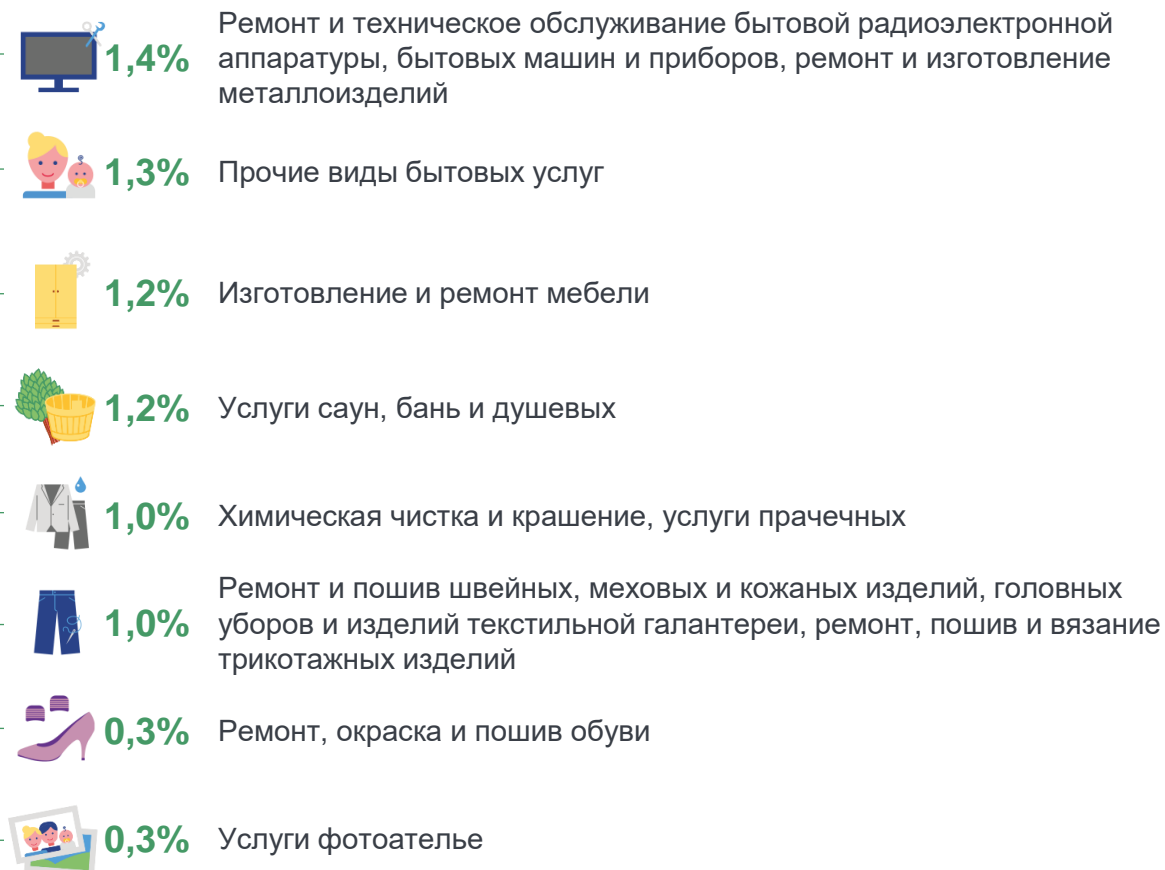 Ремонт и техническое обслуживание бытовой радиоэлектронной
1,4% аппаратуры, бытовых машин и приборов, ремонт и изготовление
металлоизделий
1,3% Прочие виды бытовых услуг
1,2% Изготовление и ремонт мебели
1,2% Услуги саун, бань и душевых
1,0% Химическая чистка и крашение, услуги прачечных
Ремонт и пошив швейных, меховых и кожаных изделий, головных
1,0% уборов и изделий текстильной галантереи, ремонт, пошив и вязание
трикотажных изделий
0,3% Ремонт, окраска и пошив обуви
0,3% Услуги фотоателье